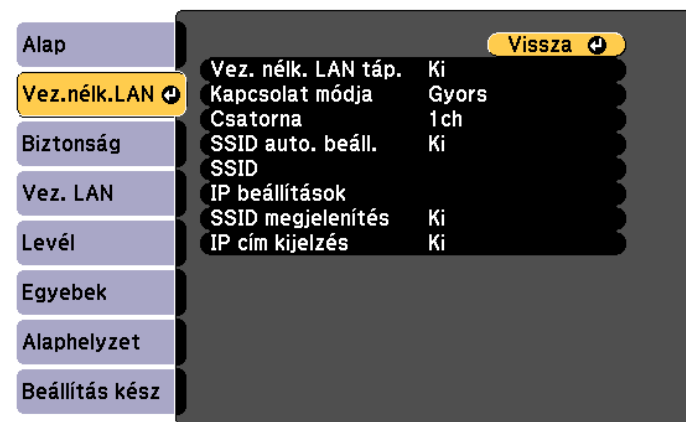 Alap
Vez.nélk.LAN
Biztonság
Vez. LAN
Levél
Egyebek
Alaphelyzet
Beállítás kész
Vissza
Vez. nélk. LAN táp. Ki
Kapcsolat módja Gyors
Csatorna 1ch
SSID auto. beáll. Ki
SSID
IP beállítások
SSID megjelenítés Ki
IP cím kijelzés Ki